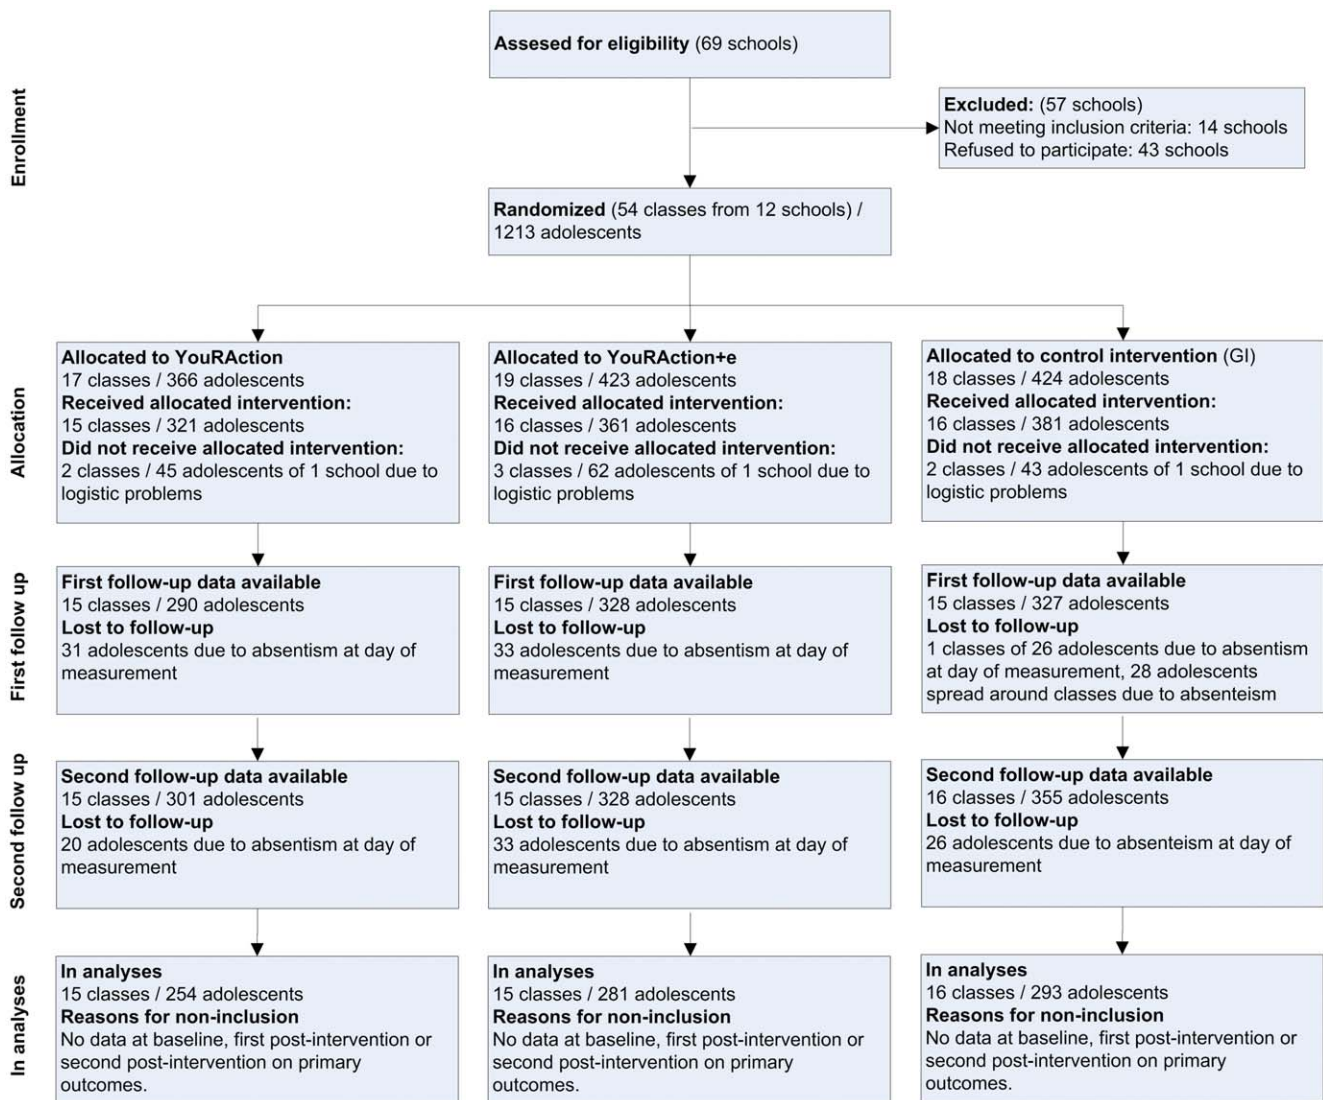 Enrollment
Assesed for eligibility (69 schools)
Excluded: (57 schools)
Not meeting inclusion criteria: 14 schools
Refused to participate: 43 schools
Randomized (54 classes from 12 schools) /
1213 adolescents
Allocation
Allocated to YouRAction
17 classes / 366 adolescents
Received allocated intervention:
15 classes / 321 adolescents
Did not receive allocated intervention:
2 classes / 45 adolescents of 1 school due to
logistic problems
Allocated to YouRAction+e
19 classes / 423 adolescents
Received allocated intervention:
16 classes / 361 adolescents
Did not receive allocated intervention:
3 classes / 62 adolescents of 1 school due to
logistic problems
Allocated to control intervention (GI)
18 classes / 424 adolescents
Received allocated intervention:
16 classes / 381 adolescents
Did not receive allocated intervention:
2 classes / 43 adolescents of 1 school due to
logistic problems
First follow up
First follow-up data available
15 classes / 290 adolescents
Lost to follow-up
31 adolescents due to absentism at day of
measurement
First follow-up data available
15 classes / 328 adolescents
Lost to follow-up
33 adolescents due to absentism at day of
measurement
First follow-up data available
15 classes / 327 adolescents
Lost to follow-up
1 classes of 26 adolescents due to absentism
at day of measurement, 28 adolescents
spread around classes due to absenteism
Second follow up
Second follow-up data available
15 classes / 301 adolescents
Lost to follow-up
20 adolescents due to absentism at day of
measurement
Second follow-up data available
15 classes / 328 adolescents
Lost to follow-up
33 adolescents due to absentism at day of
measurement
Second follow-up data available
16 classes / 355 adolescents
Lost to follow-up
26 adolescents due to absenteism at day of
measurement
In analyses
In analyses
15 classes / 254 adolescents
Reasons for non-inclusion
No data at baseline, first post-intervention or
second post-intervention on primary
outcomes.
In analyses
15 classes / 281 adolescents
Reasons for non-inclusion
No data at baseline, first post-intervention or
second post-intervention on primary
outcomes.
In analyses
16 classes / 293 adolescents
Reasons for non-inclusion
No data at baseline, first post-intervention or
second post-intervention on primary
outcomes.